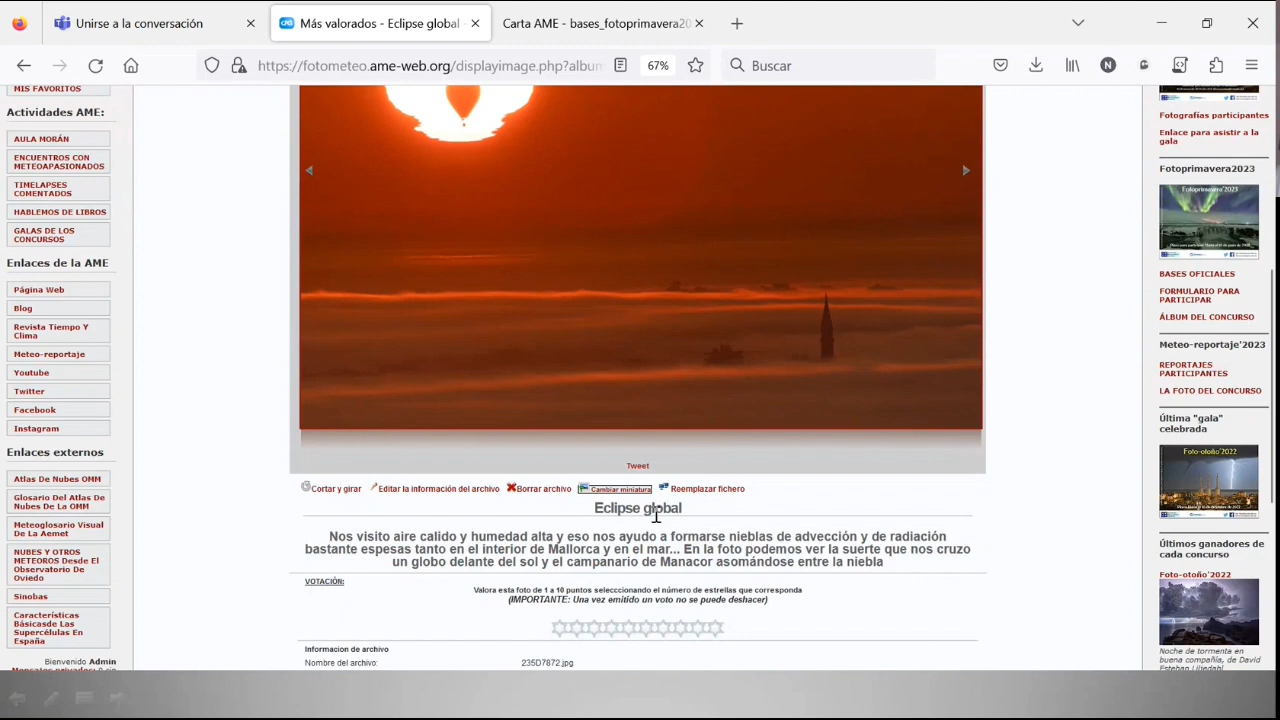 Unirse a la conversación
Más valorados - Eclipse global
Carta AME - bases_fotoprimavera20
https://fotometeo.ame-web.org/displayimage.php?album
67%
Buscar
MIS FAVORITOS
Actividades AME:
AULA MORÁN
ENCUENTROS CON
METEOAPASIONADOS
TIMELAPSES
COMENTADOS
HABLEMOS DE LIBROS
GALAS DE LOS
CONCURSOS
Enlaces de la AME
Página Web
Blog
Revista Tiempo Y
Clima
Meteo-reportaje
Youtube
Twitter
Facebook
Instagram
Enlaces externos
Atlas De Nubes OMM
Glosario Del Atlas De
Nubes De La OMM
Meteoglosario Visual
De La Aemet
NUBES Y OTROS
METEOROS Desde El
Observatorio De
Oviedo
Sinobas
Características
Básicasde Las
Supercélulas En
España
Bienvenido Admin
Tweet
Cortar y girar
Editar la información del archivo
Borrar archivo
Cambiar miniatura
Reemplazar fichero
Eclipse global
Nos visito aire calido y humedad alta y eso nos ayudo a formarse nieblas de advección y de radiación
bastante espesas tanto en el interior de Mallorca y en el mar... En la foto podemos ver la suerte que nos cruzo
un globo delante del sol y el campanario de Manacor asomándose entre la niebla
VOTACIÓN:
Valora esta foto de 1 a 10 puntos selecccionando el número de estrellas que corresponda
(IMPORTANTE: Una vez emitido un voto no se puede deshacer)
Informacion de archivo
Nombre del archivo: 235D7872.jpg
Fotografías participantes
Enlace para asistir a la
gala
Fotoprimavera2023
Fotoprimavera'2023
BASES OFICIALES
FORMULARIO PARA
PARTICIPAR
ÁLBUM DEL CONCURSO
Meteo-reportaje'2023
REPORTAJES
PARTICIPANTES
LA FOTO DEL CONCURSO
Última "gala"
celebrada
Foto-otoño'2022
Últimos ganadores de
cada concurso
Foto-otoño'2022
Noche de tormenta en
buena compañía, de David